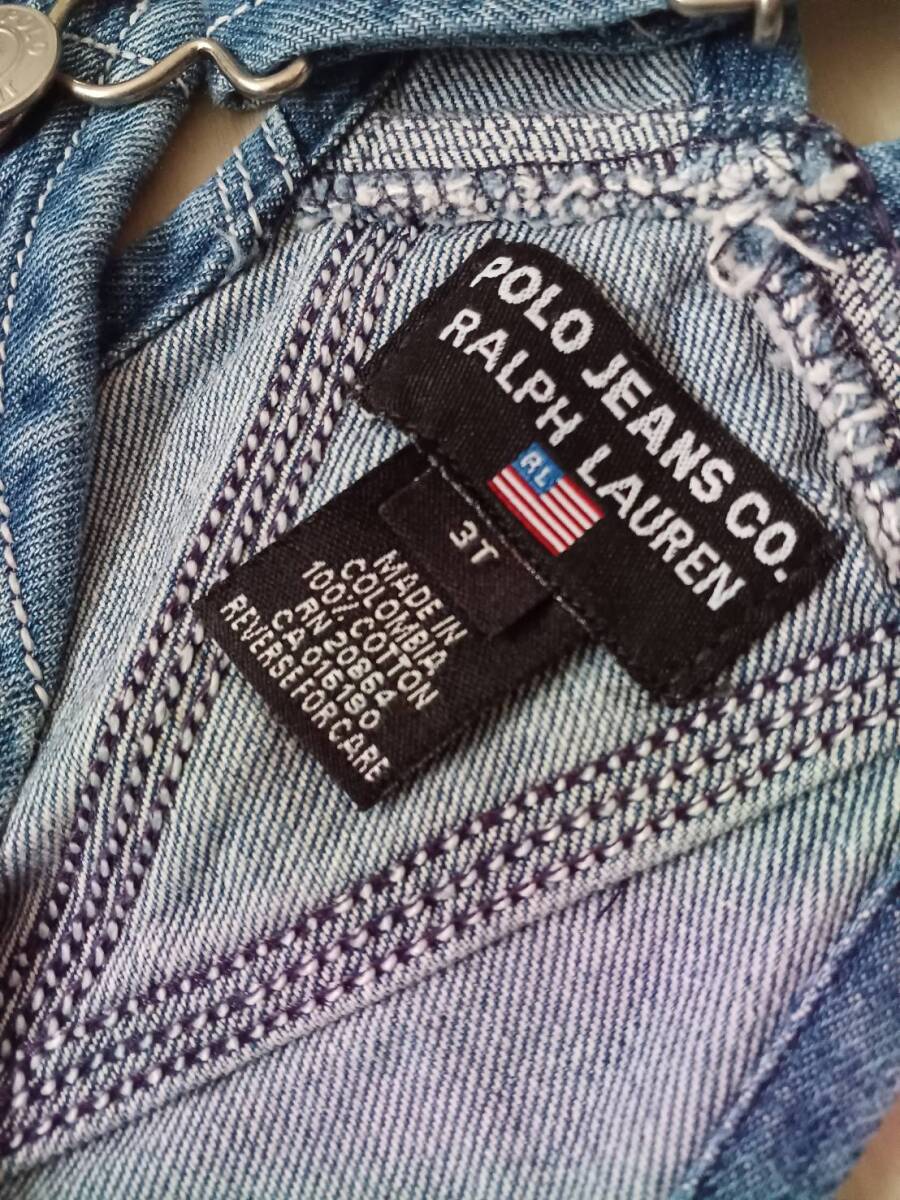 POLO JEANS CO.
RALPH LAUREN
RL
3T
MADE IN
COLOMBIA
100% COTTON
RN 20864
CA 016190
REVERSE FOR CARE